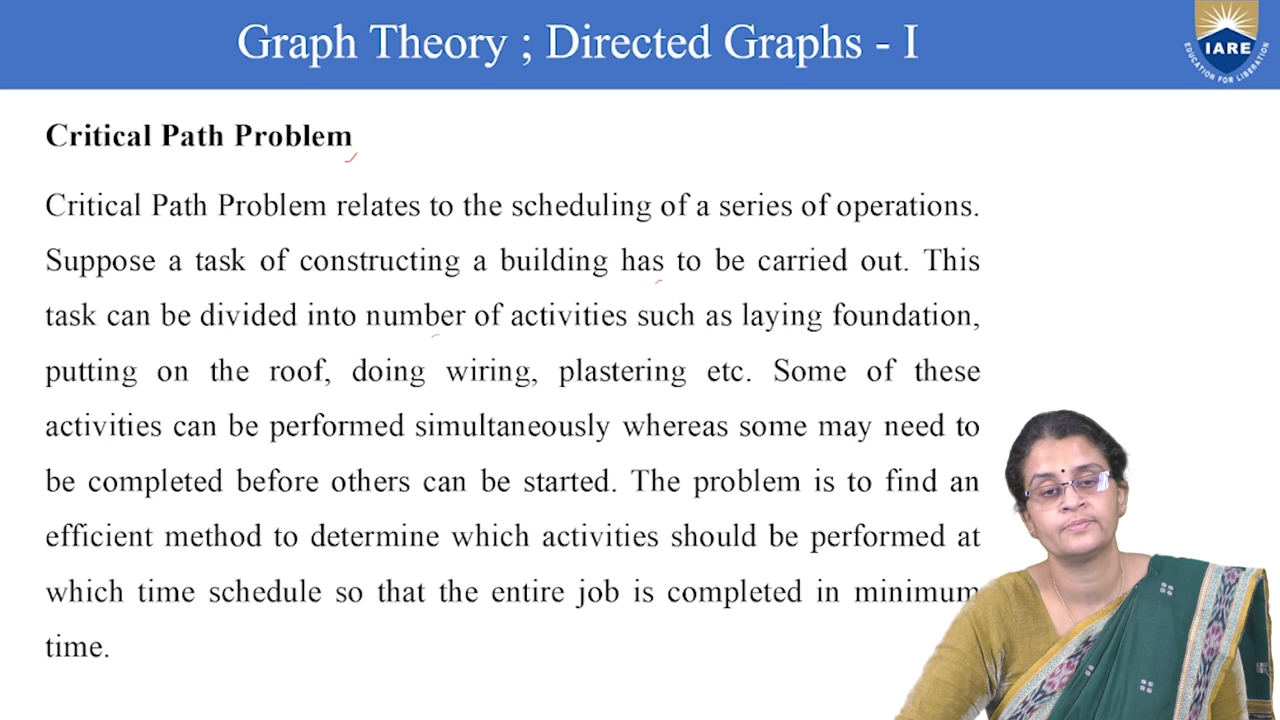 Graph Theory ; Directed Graphs - I
IARE
EDUCATION FOR LIBERATION
Critical Path Problem
Critical Path Problem relates to the scheduling of a series of operations.
Suppose a task of constructing a building has to be carried out. This
task can be divided into number of activities such as laying foundation,
putting on the roof, doing wiring, plastering etc. Some of these
activities can be performed simultaneously whereas some may need to
be completed before others can be started. The problem is to find an
efficient method to determine which activities should be performed at
which time schedule so that the entire job is completed in minimum
time.